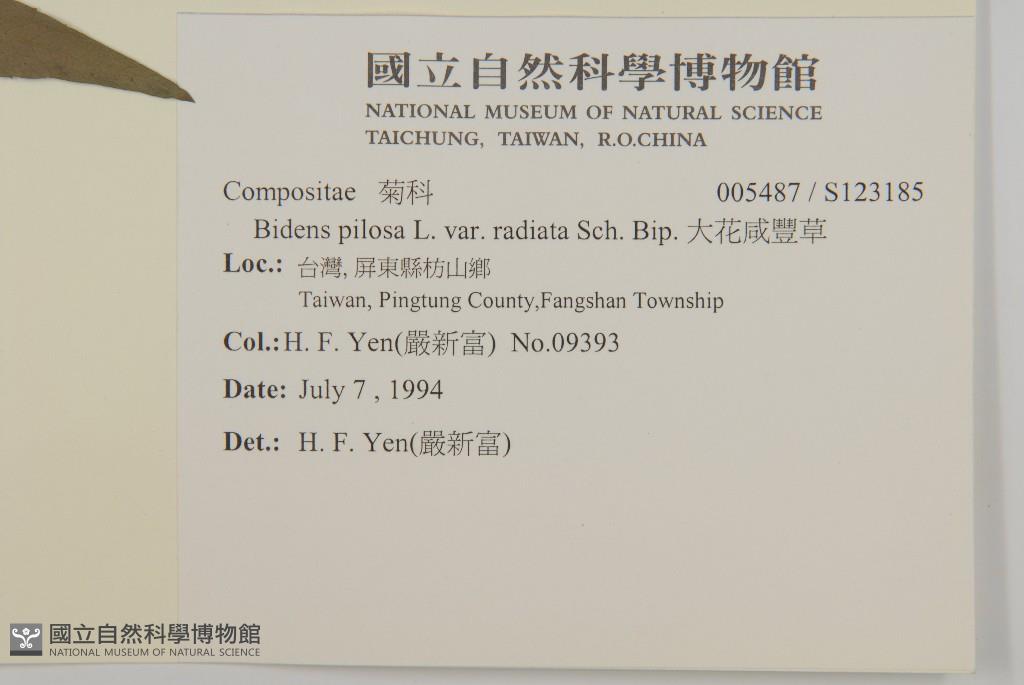 國立自然科學博物館
NATIONAL MUSEUM OF NATURAL SCIENCE
TAICHUNG, TAIWAN, R.O.CHINA
Compositae 菊科 005487 / S123185
Bidens pilosa L. var. radiata Sch. Bip. 大花咸豐草
Loc.: 台灣, 屏東縣枋山鄉
Taiwan, Pingtung County,Fangshan Township
Col.: H. F. Yen(嚴新富) No.09393
Date: July 7 , 1994
Det.: H. F. Yen(嚴新富)
國立自然科學博物館
NATIONAL MUSEUM OF NATURAL SCIENCE